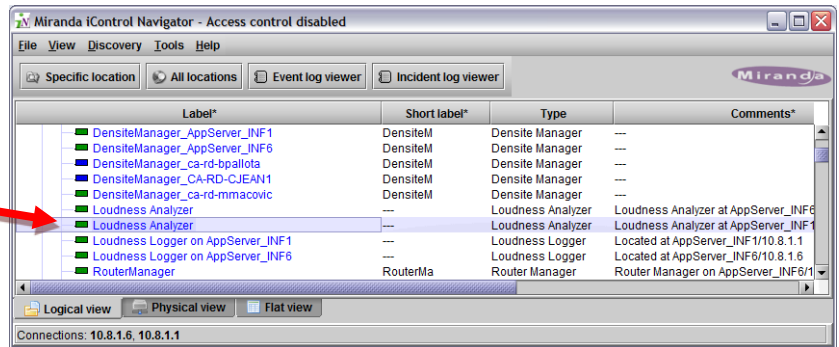 Miranda iControl Navigator - Access control disabled
File View Discovery Tools Help
Specific location All locations Event log viewer Incident log viewer Miranda
Label* Short label* Type Comments*
DensiteManager_AppServer_INF1 DensiteM Densite Manager ---
DensiteManager_AppServer_INF6 DensiteM Densite Manager ---
DensiteManager_ca-rd-bpallota DensiteM Densite Manager ---
DensiteManager_CA-RD-CJEAN1 DensiteM Densite Manager ---
DensiteManager_ca-rd-mmacovic DensiteM Densite Manager ---
Loudness Analyzer --- Loudness Analyzer Loudness Analyzer at AppServer_INF6
Loudness Analyzer --- Loudness Analyzer Loudness Analyzer at AppServer_INF1
Loudness Logger on AppServer_INF1 --- Loudness Logger Located at AppServer_INF1/10.8.1.1
Loudness Logger on AppServer_INF6 --- Loudness Logger Located at AppServer_INF6/10.8.1.6
RouterManager RouterMa Router Manager Router Manager on AppServer_INF6/1
Logical view Physical view Flat view
Connections: 10.8.1.6, 10.8.1.1